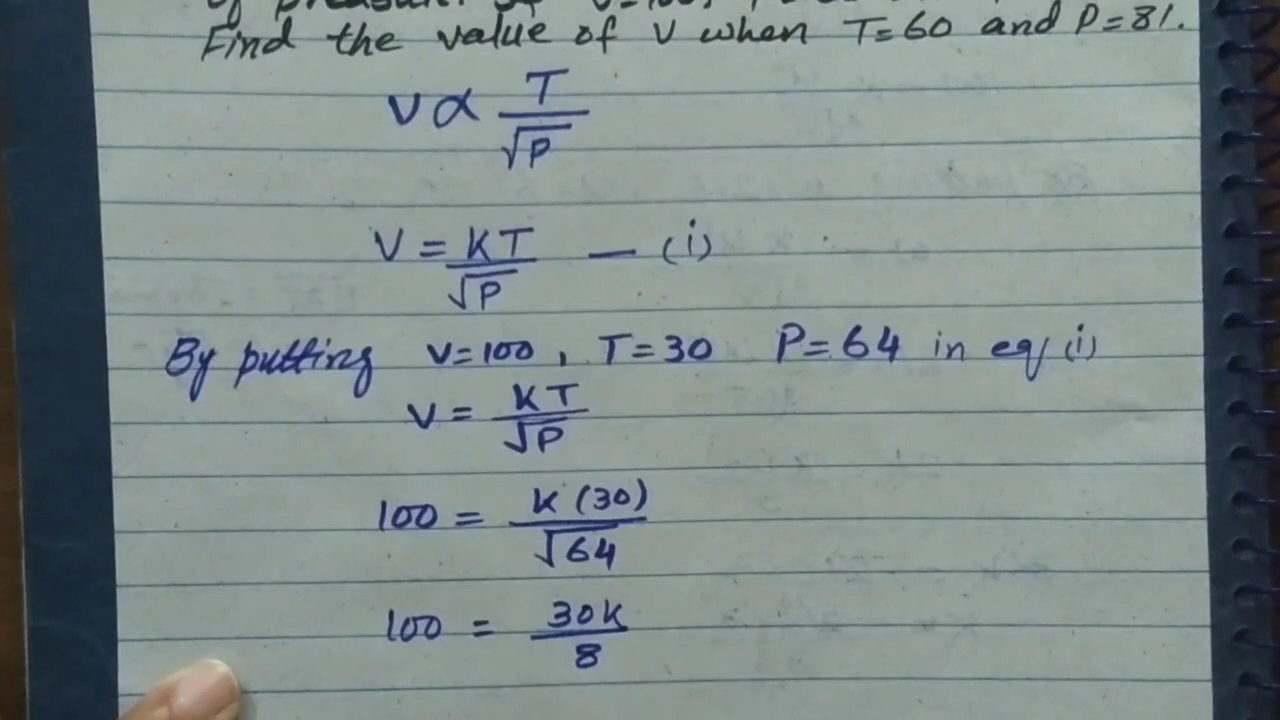 Find the value of V when T=60 and P=81.
V ∝ T/√P
V = KT/√P — (i)
By putting V=100, T=30 P=64 in eq (i)
V = KT/√P
100 = K(30)/√64
100 = 30K/8